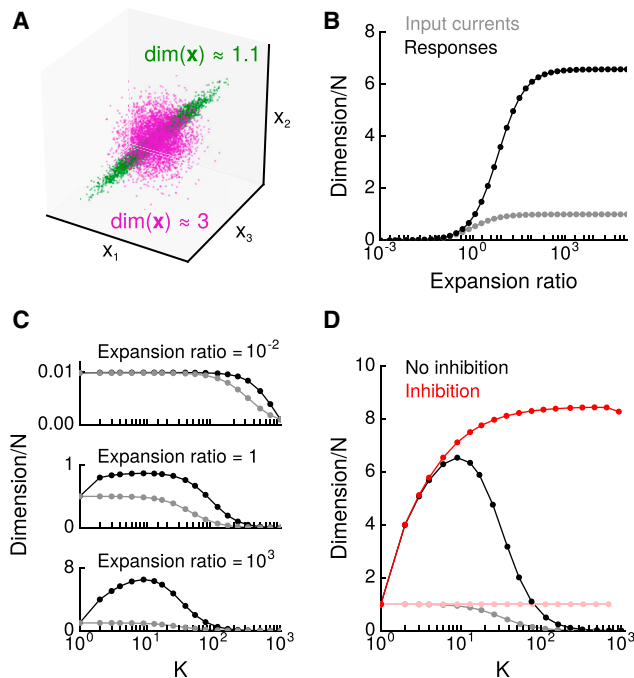 A
dim(x) ≈ 1.1
dim(x) ≈ 3
x1
x2
x3
B
Input currents
Responses
Dimension/N
8
6
4
2
0
10^-3
10^0
10^3
Expansion ratio
C
Expansion ratio = 10^-2
0.01
0.00
Expansion ratio = 1
1
0
Expansion ratio = 10^3
8
0
Dimension/N
10^0
10^1
10^2
10^3
K
D
No inhibition
Inhibition
Dimension/N
10
8
6
4
2
0
10^0
10^1
10^2
10^3
K